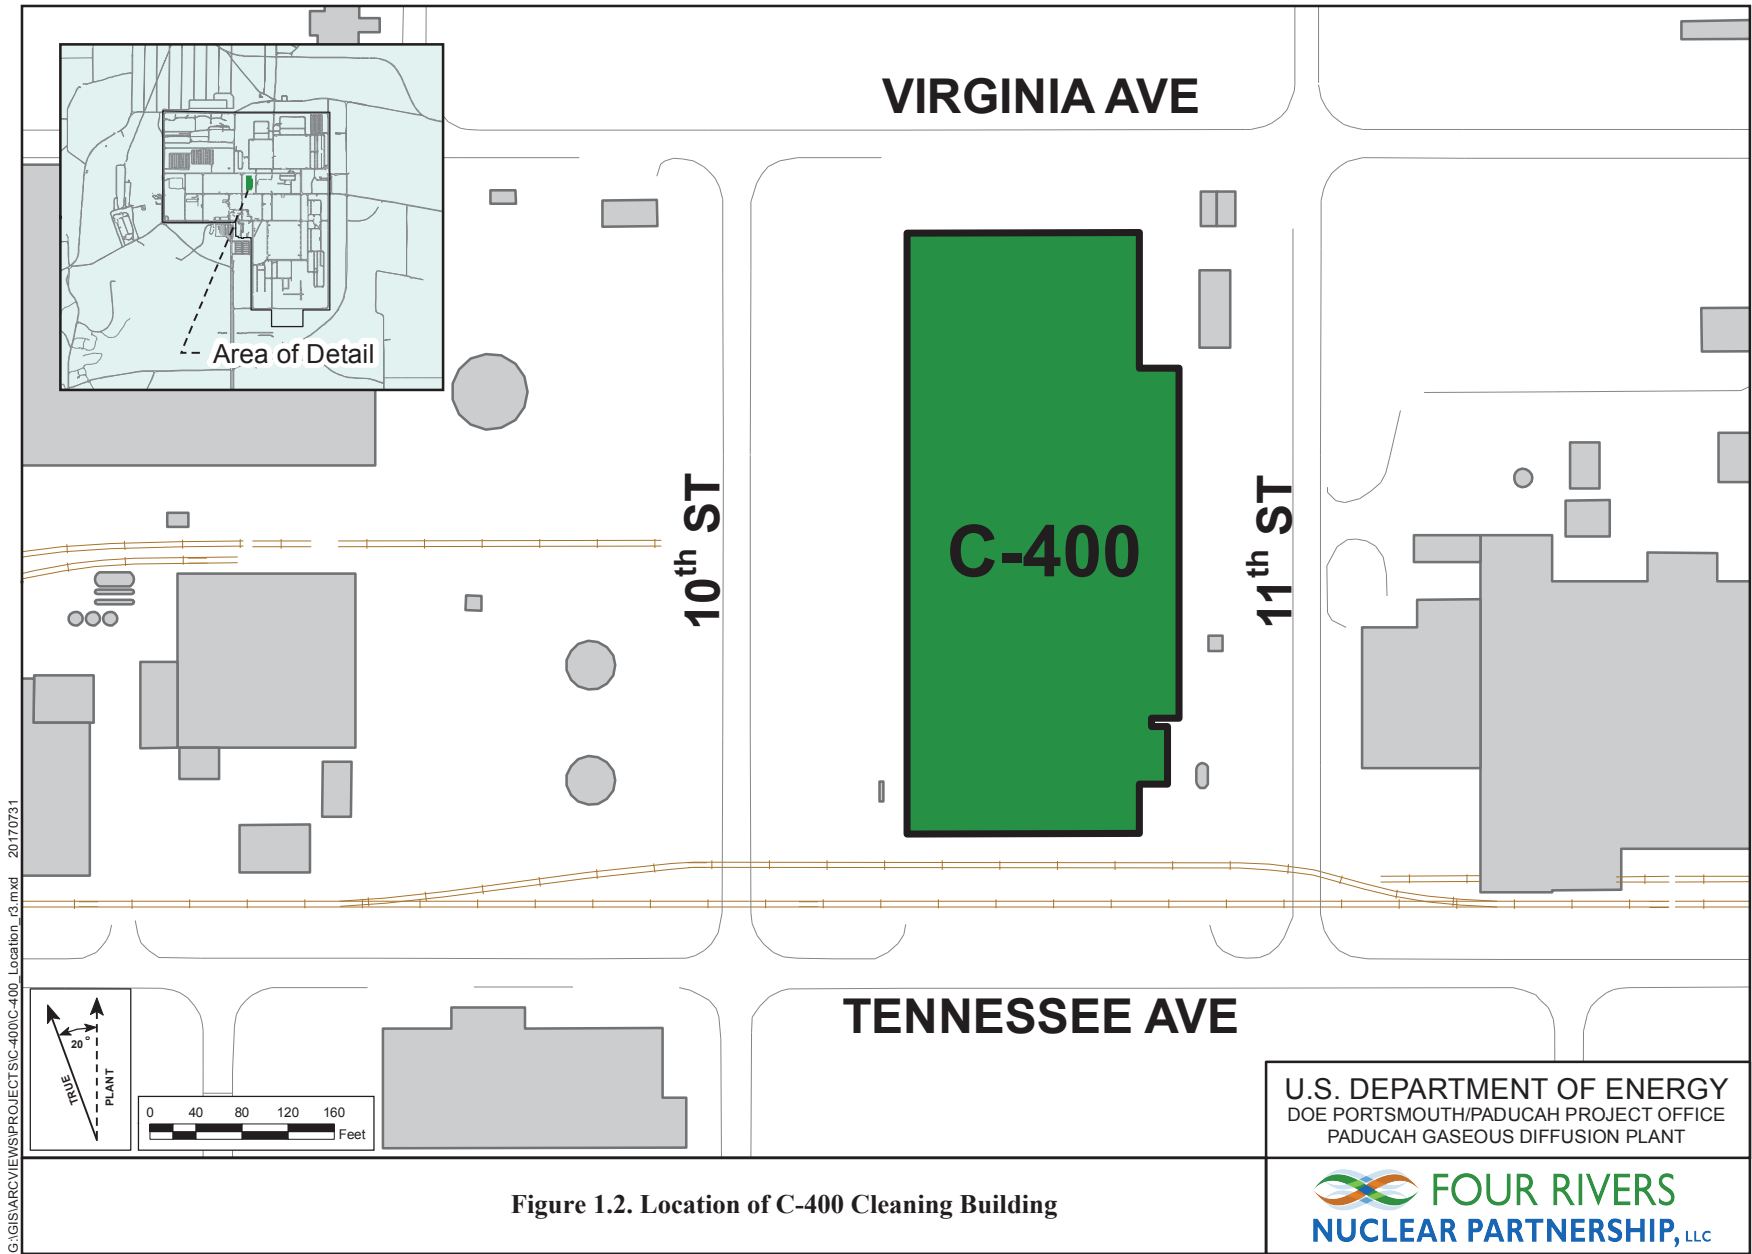 VIRGINIA AVE
Area of Detail
10th ST
C-400
11th ST
TENNESSEE AVE
20°
TRUE
PLANT
0 40 80 120 160
Feet
U.S. DEPARTMENT OF ENERGY
DOE PORTSMOUTH/PADUCAH PROJECT OFFICE
PADUCAH GASEOUS DIFFUSION PLANT
Figure 1.2. Location of C-400 Cleaning Building
FOUR RIVERS
NUCLEAR PARTNERSHIP, LLC
G:\GIS\ARCVIEWS\PROJECTS\C-400\C-400_Location_r3.mxd 20170731